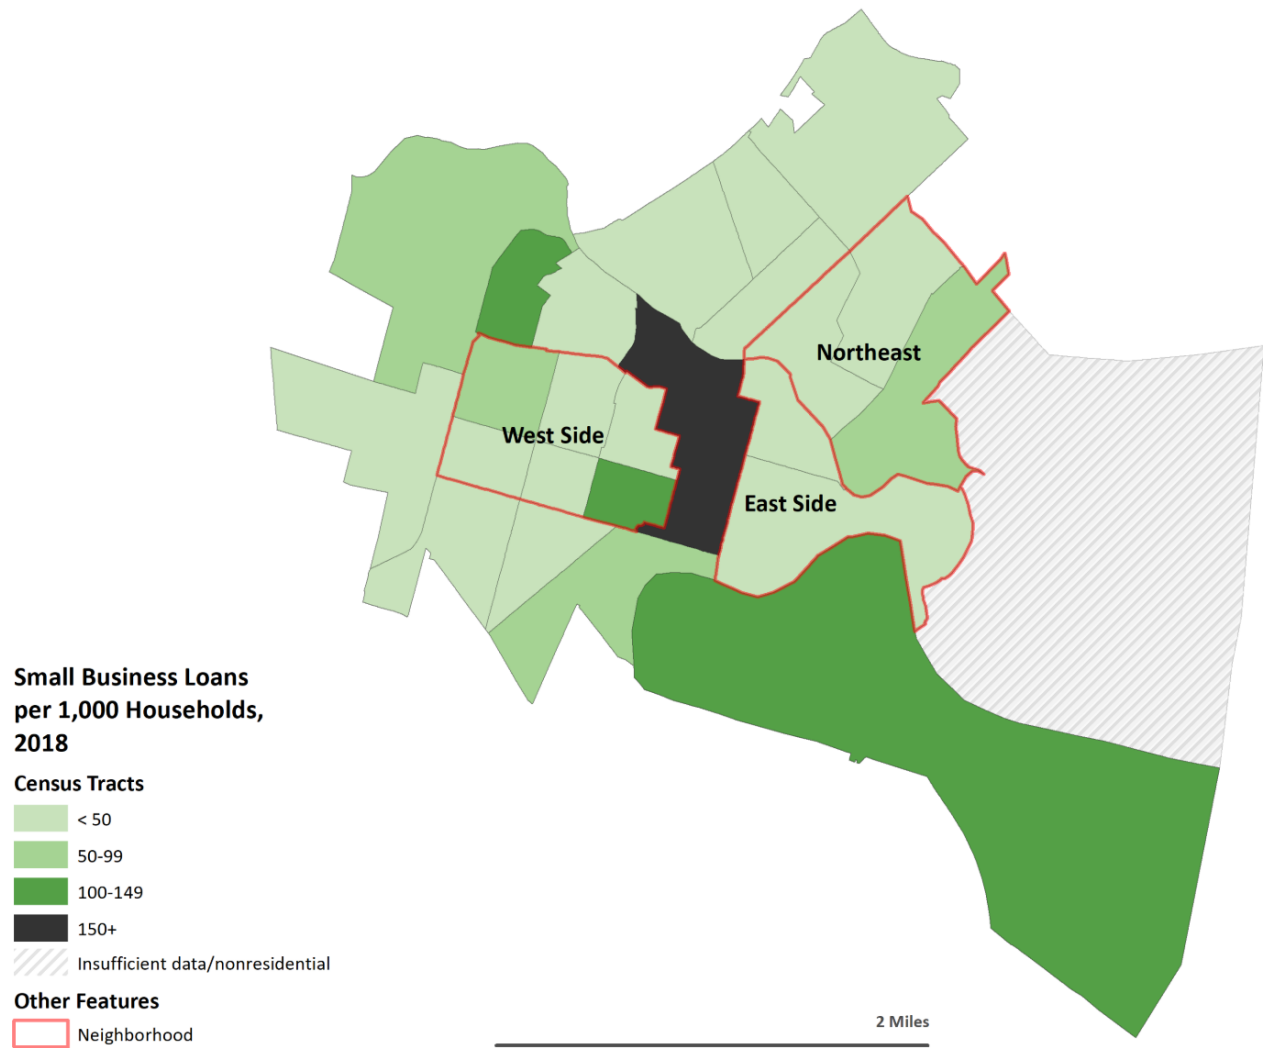 Northeast
West Side
East Side
Small Business Loans
per 1,000 Households,
2018
Census Tracts
< 50
50-99
100-149
150+
Insufficient data/nonresidential
Other Features
Neighborhood
2 Miles